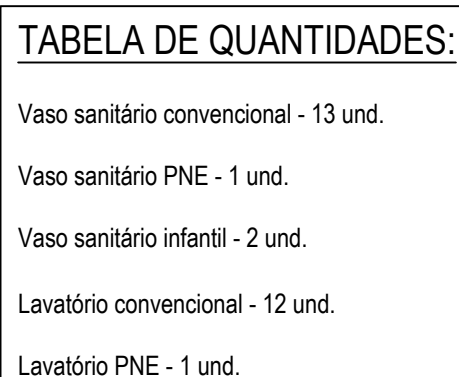 TABELA DE QUANTIDADES:
Vaso sanitário convencional - 13 und.
Vaso sanitário PNE - 1 und.
Vaso sanitário infantil - 2 und.
Lavatório convencional - 12 und.
Lavatório PNE - 1 und.